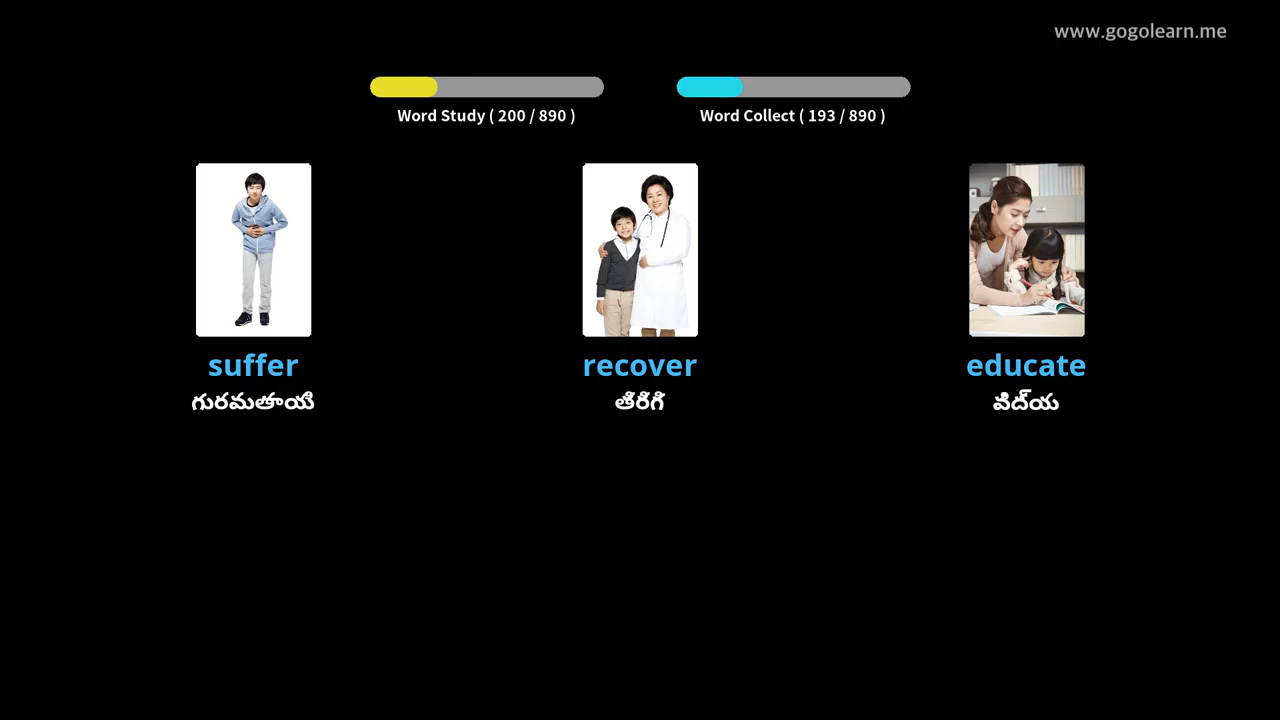 www.gogolearn.me
Word Study ( 200 / 890 )
Word Collect ( 193 / 890 )
suffer
recover
educate
గురమతాయి
తిరిగి
విద్‌య